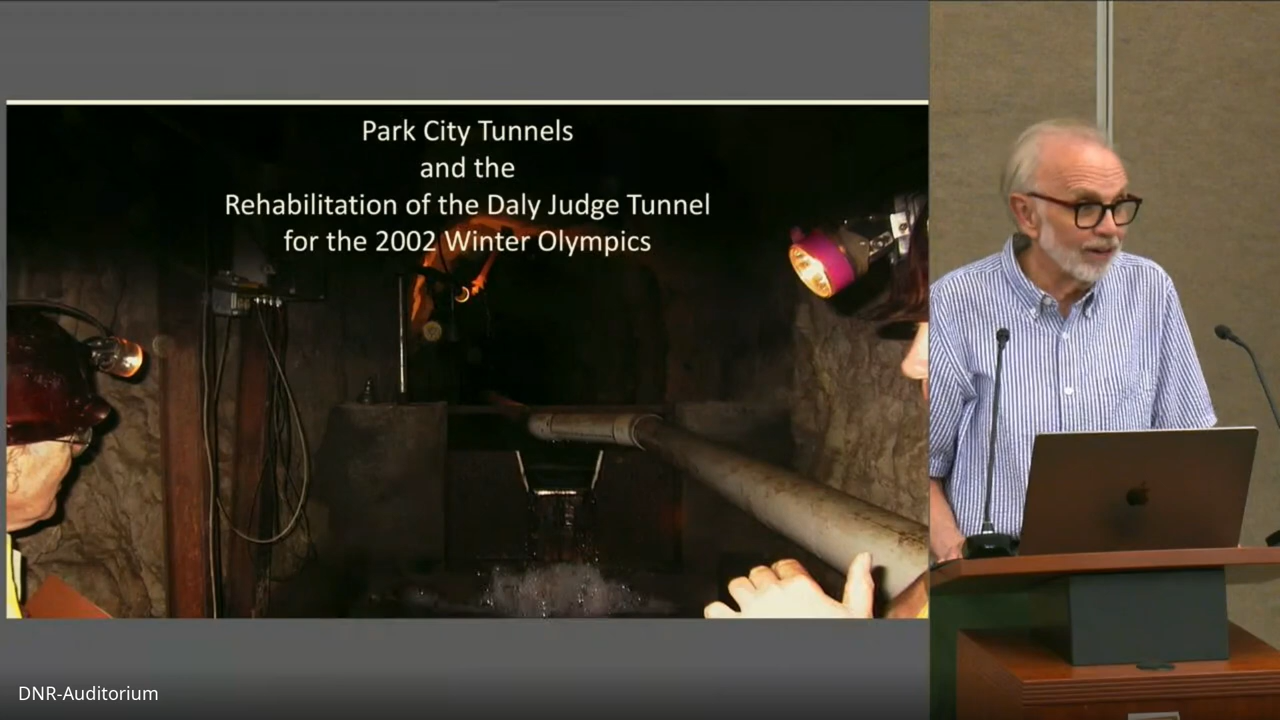 Park City Tunnels
and the
Rehabilitation of the Daly Judge Tunnel
for the 2002 Winter Olympics
DNR-Auditorium